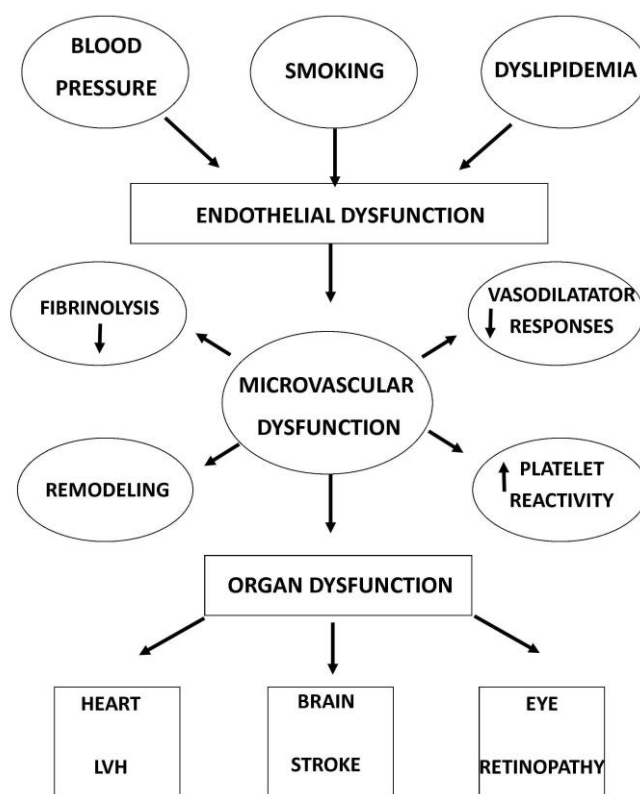 BLOOD
PRESSURE
SMOKING
DYSLIPIDEMIA
ENDOTHELIAL DYSFUNCTION
FIBRINOLYSIS
VASODILATATOR
RESPONSES
MICROVASCULAR
DYSFUNCTION
REMODELING
PLATELET
REACTIVITY
ORGAN DYSFUNCTION
HEART
LVH
BRAIN
STROKE
EYE
RETINOPATHY